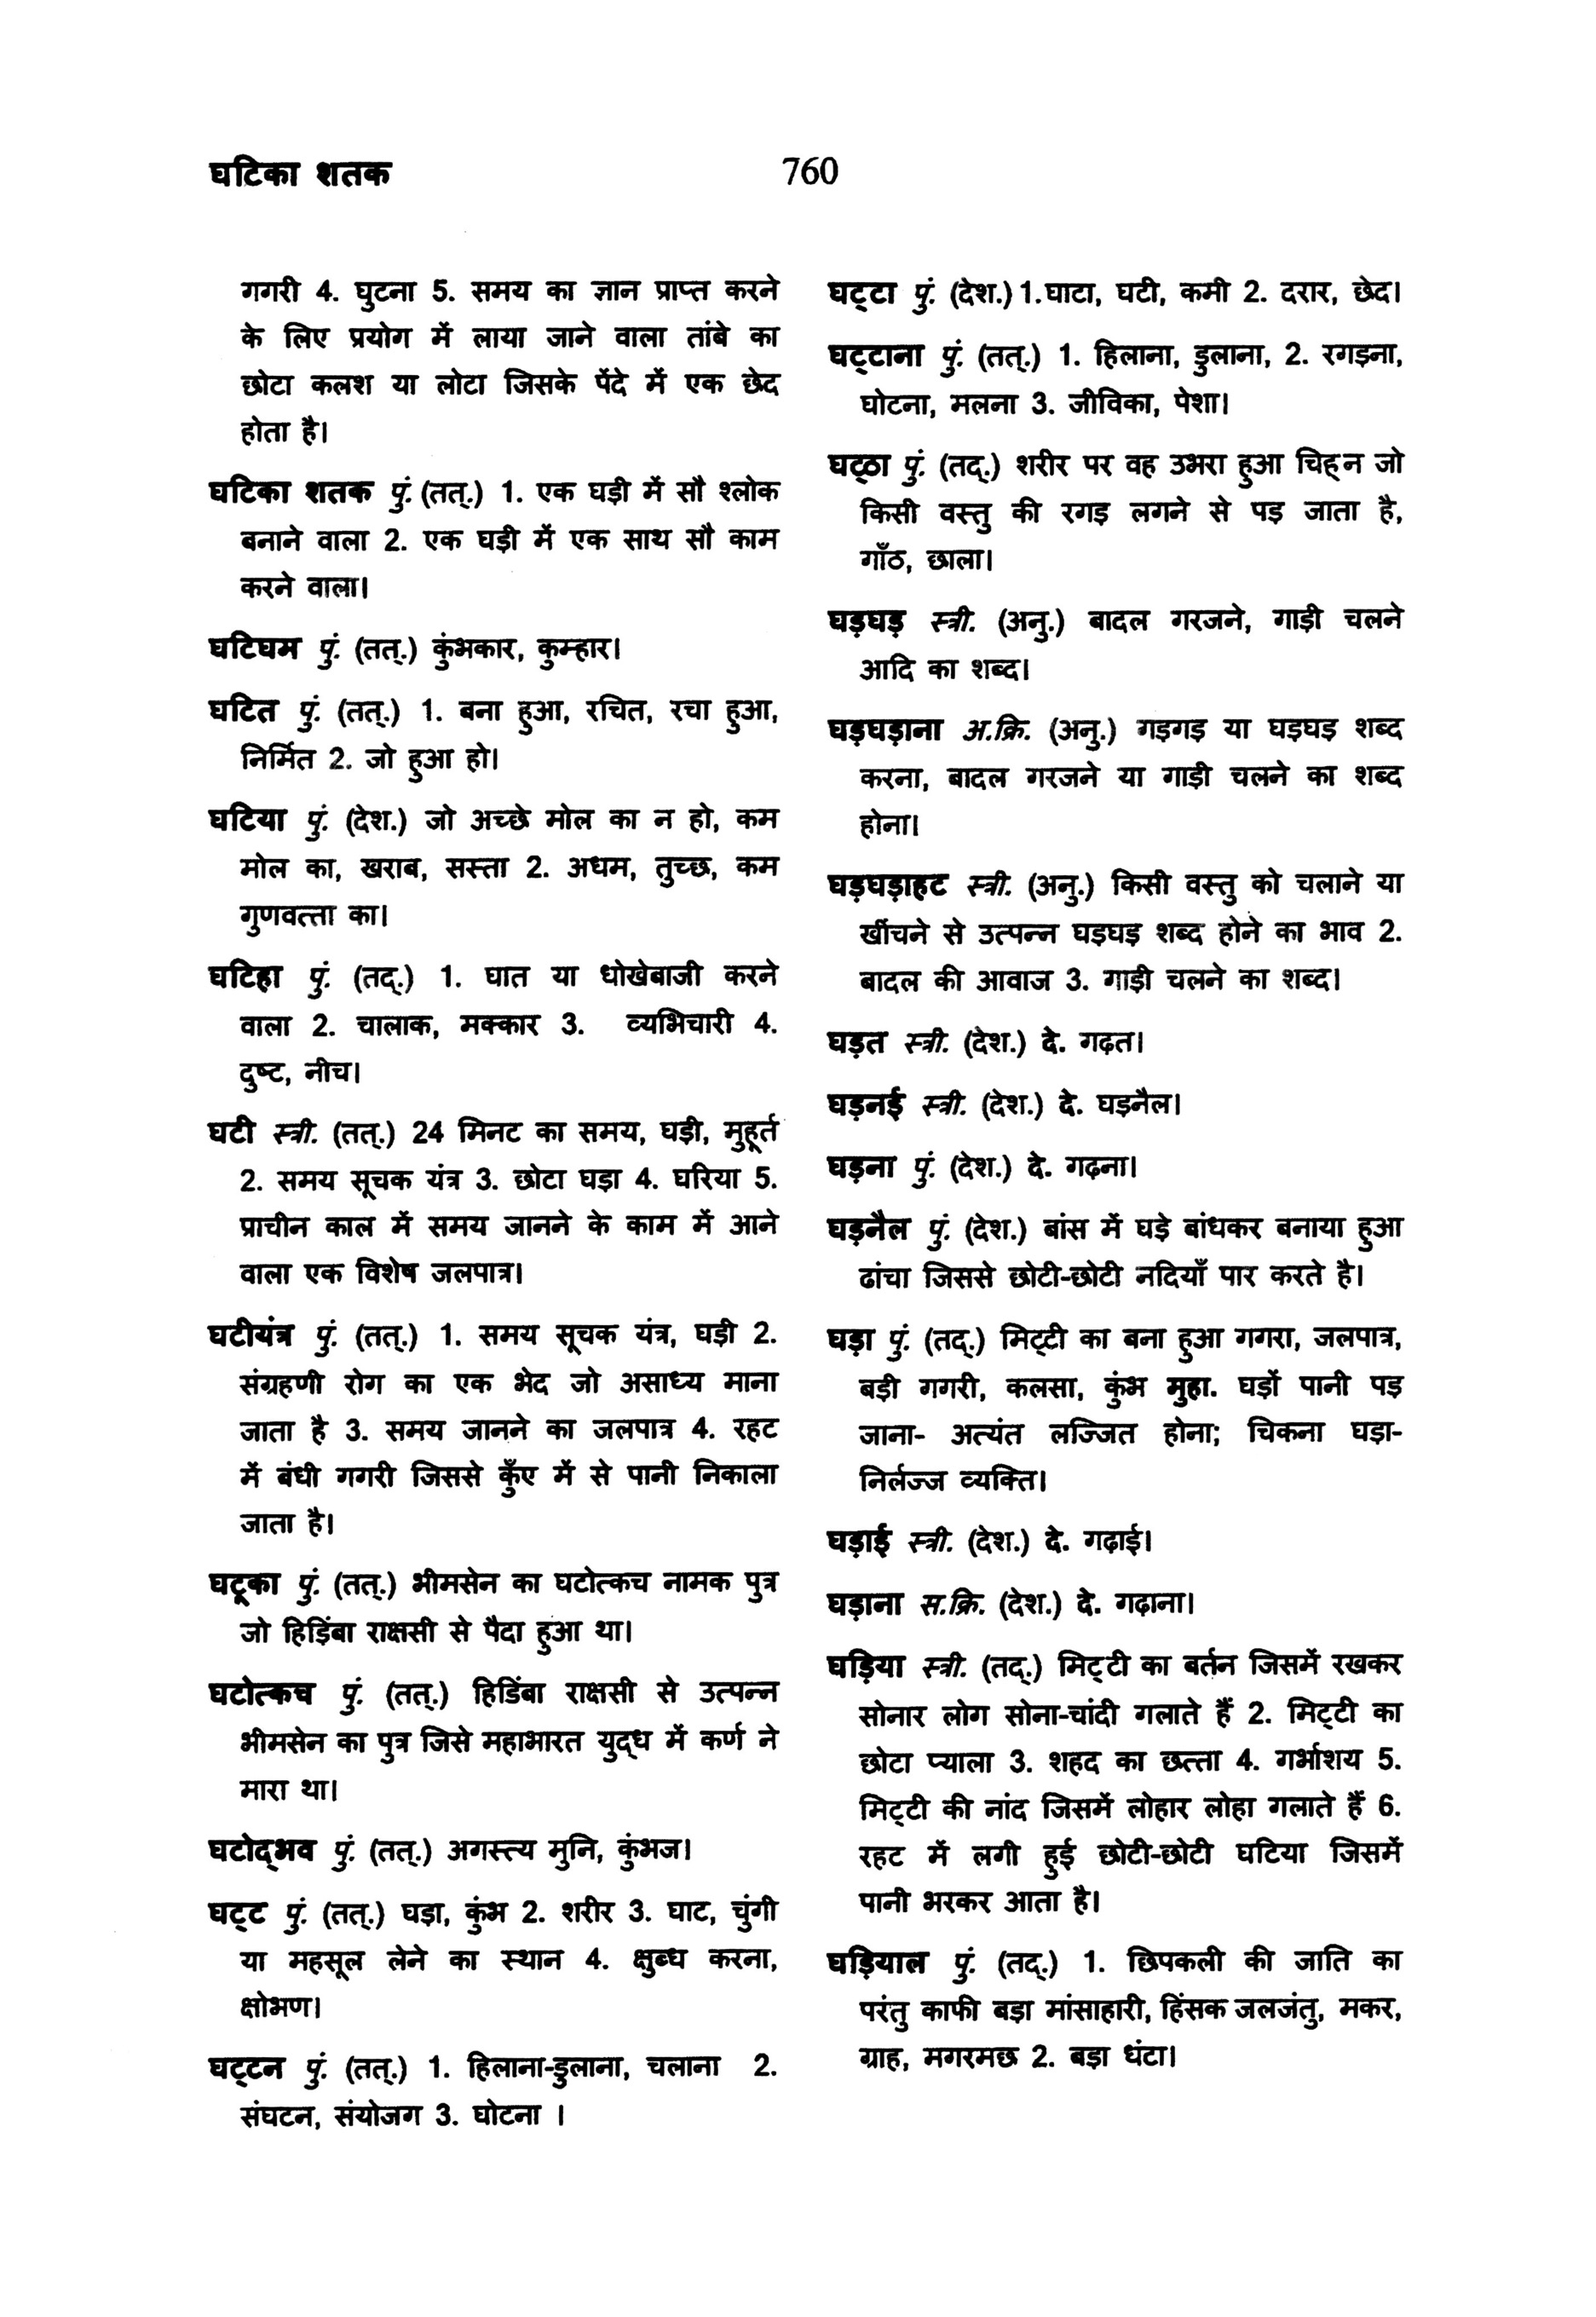 घटिका शतक
760
गगरी 4. घुटना 5. समय का ज्ञान प्राप्त करने
के लिए प्रयोग में लाया जाने वाला तांबे का
छोटा कलश या लोटा जिसके पेंदे में एक छेद
होता है।
घटिका शतक पुं. (तत्.) 1. एक घड़ी में सौ श्लोक
बनाने वाला 2. एक घड़ी में एक साथ सौ काम
करने वाला।
घटिघम पुं. (तत्.) कुंभकार, कुम्हार।
घटित पुं. (तत्.) 1. बना हुआ, रचित, रचा हुआ,
निर्मित 2. जो हुआ हो।
घटिया पुं. (देश.) जो अच्छे मोल का न हो, कम
मोल का, खराब, सस्ता 2. अधम, तुच्छ, कम
गुणवत्ता का।
घटिहा पुं. (तद्.) 1. घात या धोखेबाजी करने
वाला 2. चालाक, मक्कार 3. व्यभिचारी 4.
दुष्ट, नीच।
घटी स्त्री. (तत्.) 24 मिनट का समय, घड़ी, मुहूर्त
2. समय सूचक यंत्र 3. छोटा घड़ा 4. घरिया 5.
प्राचीन काल में समय जानने के काम में आने
वाला एक विशेष जलपात्र।
घटीयंत्र पुं. (तत्.) 1. समय सूचक यंत्र, घड़ी 2.
संग्रहणी रोग का एक भेद जो असाध्य माना
जाता है 3. समय जानने का जलपात्र 4. रहट
में बंधी गगरी जिससे कुँए में से पानी निकाला
जाता है।
घटूका पुं. (तत्.) भीमसेन का घटोत्कच नामक पुत्र
जो हिड़िंबा राक्षसी से पैदा हुआ था।
घटोत्कच पुं. (तत्.) हिडिंबा राक्षसी से उत्पन्न
भीमसेन का पुत्र जिसे महाभारत युद्ध में कर्ण ने
मारा था।
घटोद्भव पुं. (तत्.) अगस्त्य मुनि, कुंभज।
घट्ट पुं. (तत्.) घड़ा, कुंभ 2. शरीर 3. घाट, चुंगी
या महसूल लेने का स्थान 4. क्षुब्ध करना,
क्षोभण।
घट्टन पुं. (तत्.) 1. हिलाना-डुलाना, चलाना 2.
संघटन, संयोजग 3. घोटना ।
घट्टा पुं. (देश.) 1.घाटा, घटी, कमी 2. दरार, छेद।
घट्टाना पुं. (तत्.) 1. हिलाना, डुलाना, 2. रगड़ना,
घोटना, मलना 3. जीविका, पेशा।
घट्ठा पुं. (तद्.) शरीर पर वह उभरा हुआ चिह्न जो
किसी वस्तु की रगड़ लगने से पड़ जाता है,
गाँठ, छाला।
घड़घड़ स्त्री. (अनु.) बादल गरजने, गाड़ी चलने
आदि का शब्द।
घड़घड़ाना अ.क्रि. (अनु.) गड़गड़ या घड़घड़ शब्द
करना, बादल गरजने या गाड़ी चलने का शब्द
होना।
घड़घड़ाहट स्त्री. (अनु.) किसी वस्तु को चलाने या
खींचने से उत्पन्न घड़घड़ शब्द होने का भाव 2.
बादल की आवाज 3. गाड़ी चलने का शब्द।
घड़त स्त्री. (देश.) दे. गढ़त।
घड़नई स्त्री. (देश.) दे. घड़नैल।
घड़ना पुं. (देश.) दे. गढ़ना।
घड़नैल पुं. (देश.) बांस में घड़े बांधकर बनाया हुआ
ढांचा जिससे छोटी-छोटी नदियाँ पार करते है।
घड़ा पुं. (तद्.) मिट्टी का बना हुआ गगरा, जलपात्र,
बड़ी गगरी, कलसा, कुंभ मुहा. घड़ों पानी पड़
जाना- अत्यंत लज्जित होना; चिकना घड़ा-
निर्लज्ज व्यक्ति।
घड़ाई स्त्री. (देश.) दे. गढ़ाई।
घड़ाना स.क्रि. (देश.) दे. गढ़ाना।
घड़िया स्त्री. (तद्.) मिट्टी का बर्तन जिसमें रखकर
सोनार लोग सोना-चांदी गलाते हैं 2. मिट्टी का
छोटा प्याला 3. शहद का छत्ता 4. गर्भाशय 5.
मिट्टी की नांद जिसमें लोहार लोहा गलाते हैं 6.
रहट में लगी हुई छोटी-छोटी घटिया जिसमें
पानी भरकर आता है।
घड़ियाल पुं. (तद्.) 1. छिपकली की जाति का
परंतु काफी बड़ा मांसाहारी, हिंसक जलजंतु, मकर,
ग्राह, मगरमछ 2. बड़ा धंटा।